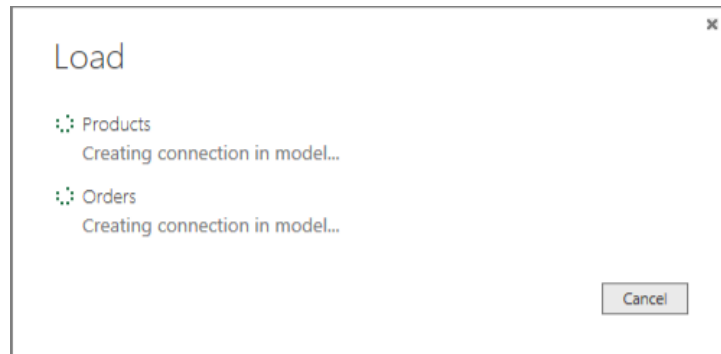 Load
Products
Creating connection in model...
Orders
Creating connection in model...
Cancel